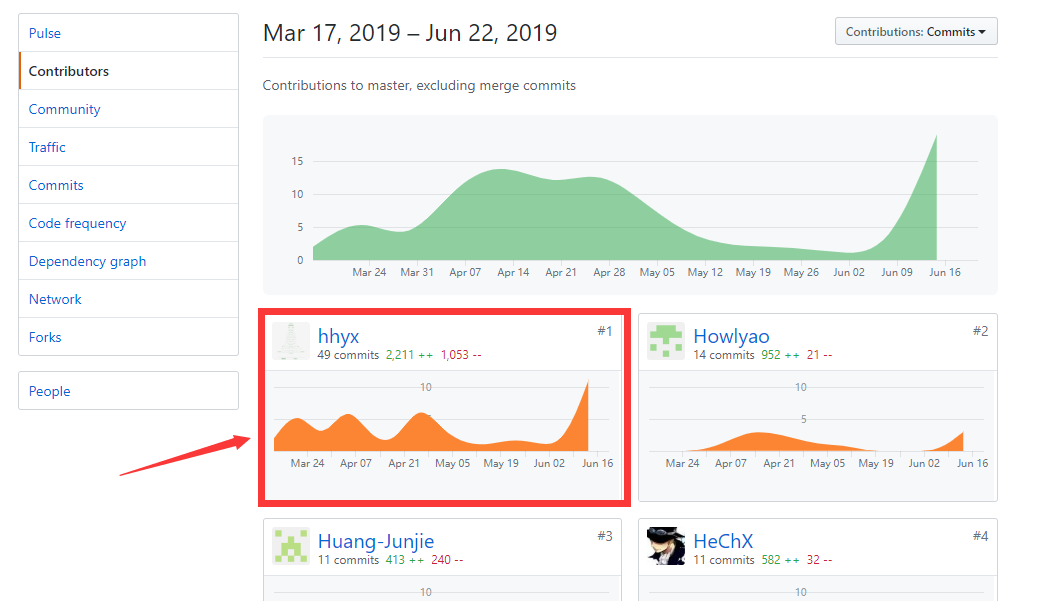 Pulse
Contributors
Community
Traffic
Commits
Code frequency
Dependency graph
Network
Forks
People
Mar 17, 2019 – Jun 22, 2019
Contributions: Commits
Contributions to master, excluding merge commits
15
10
5
0
Mar 24 Mar 31 Apr 07 Apr 14 Apr 21 Apr 28 May 05 May 12 May 19 May 26 Jun 02 Jun 09 Jun 16
hhyx #1
49 commits 2,211 ++ 1,053 --
10
Mar 24 Apr 07 Apr 21 May 05 May 19 Jun 02 Jun 16
Howlyao #2
14 commits 952 ++ 21 --
10
5
Mar 24 Apr 07 Apr 21 May 05 May 19 Jun 02 Jun 16
Huang-Junjie #3
11 commits 413 ++ 240 --
10
HeChX #4
11 commits 582 ++ 32 --
10